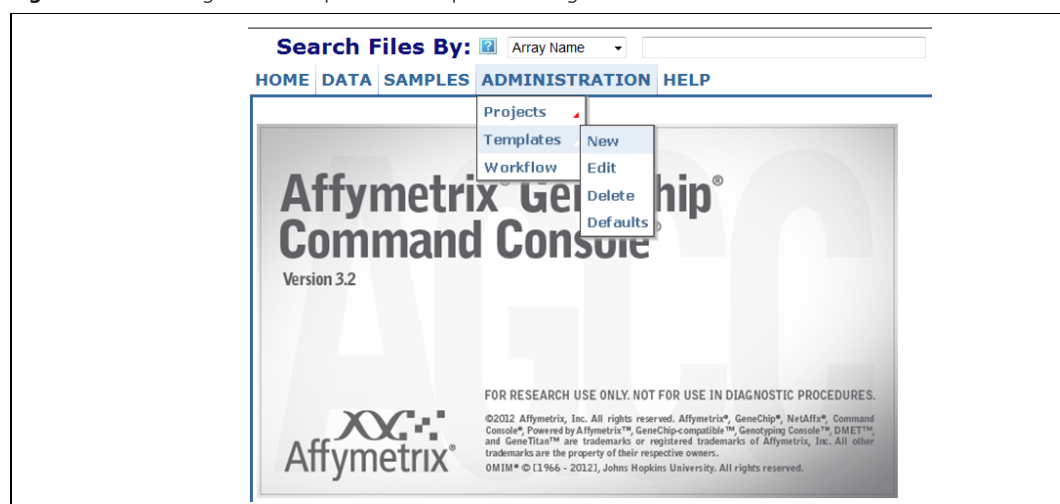 Search Files By: ? Array Name
HOME DATA SAMPLES ADMINISTRATION HELP
Projects
Templates New
Workflow Edit
Delete
Defaults
Affymetrix® hip®
Command Console®
Version 3.2
FOR RESEARCH USE ONLY. NOT FOR USE IN DIAGNOSTIC PROCEDURES.
©2012 Affymetrix, Inc. All rights reserved. Affymetrix®, GeneChip®, NetAffx®, Command
Console®, Powered by Affymetrix™, GeneChip-compatible™, Genotyping Console™, DMET™,
and GeneTitan™ are trademarks or registered trademarks of Affymetrix, Inc. All other
trademarks are the property of their respective owners.
OMIM® © [1966 - 2012], Johns Hopkins University. All rights reserved.
Affymetrix®